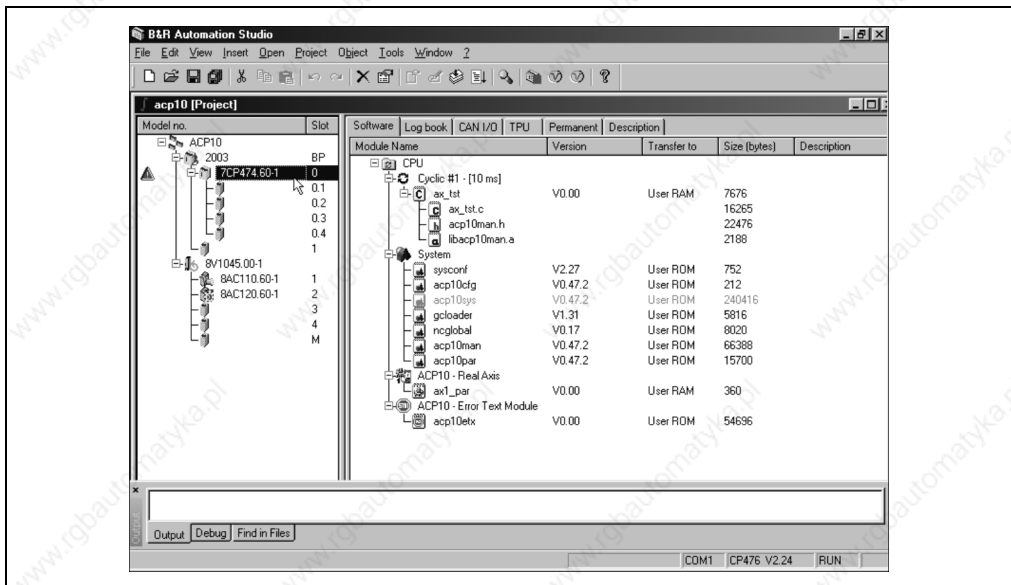 B&R Automation Studio
File Edit View Insert Open Project Object Tools Window ?
acp10 [Project]
Model no. Slot
ACP10
2003 BP
7CP474.60-1 0
0.1
0.2
0.3
0.4
1
8V1045.00-1
8AC110.60-1 1
8AC120.60-1 2
3
4
M
Software Log book CAN I/O TPU Permanent Description
Module Name Version Transfer to Size (bytes) Description
CPU
Cyclic #1 - [10 ms]
ax_tst V0.00 User RAM 7676
ax_tst.c 16265
acp10man.h 22476
libacp10man.a 2188
System
sysconf V2.27 User ROM 752
acp10cfg V0.47.2 User ROM 212
acp10sys V0.47.2 User ROM 240416
gcloader V1.31 User ROM 5816
ncglobal V0.17 User ROM 8020
acp10man V0.47.2 User ROM 66388
acp10par V0.47.2 User ROM 15700
ACP10 - Real Axis
ax1_par V0.00 User RAM 360
ACP10 - Error Text Module
acp10etx V0.00 User ROM 54696
Output
Output Debug Find in Files
COM1 CP476 V2.24 RUN
www.rgbautomatyka.pl